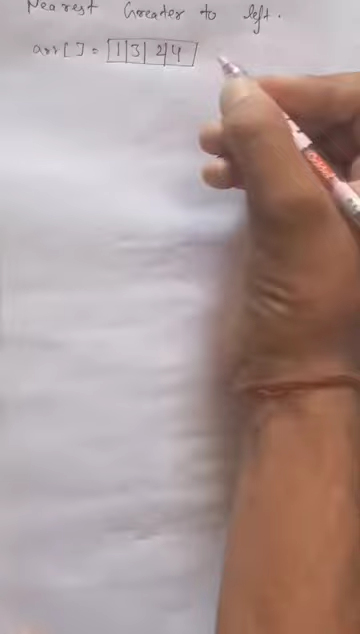 Nearest Greater to left.
arr[] = |1|3|2|4|